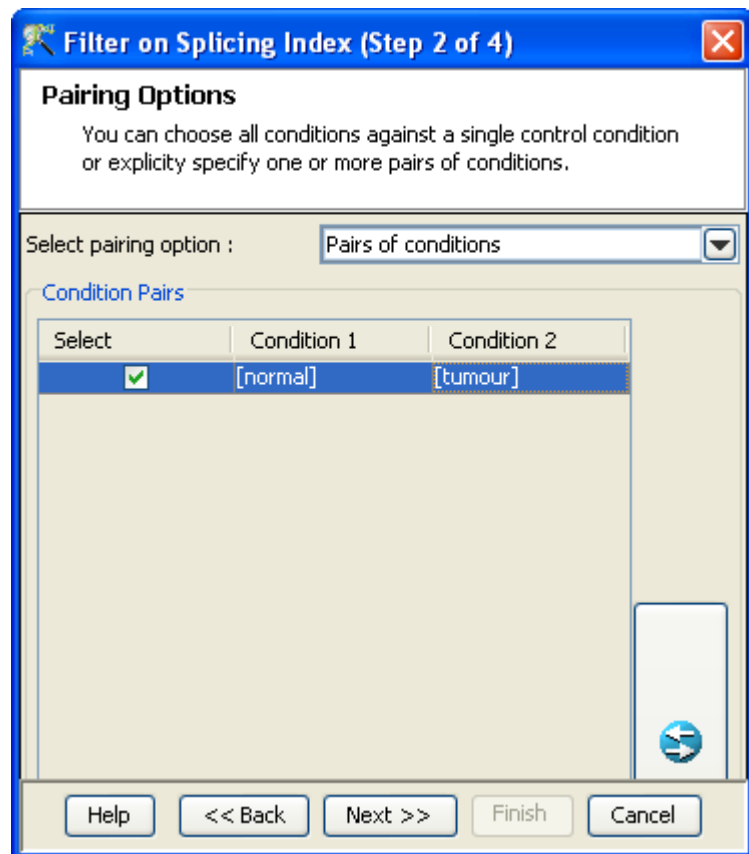 Filter on Splicing Index (Step 2 of 4)
Pairing Options
You can choose all conditions against a single control condition
or explicity specify one or more pairs of conditions.
Select pairing option : Pairs of conditions
Condition Pairs
Select Condition 1 Condition 2
[normal] [tumour]
Help << Back Next >> Finish Cancel